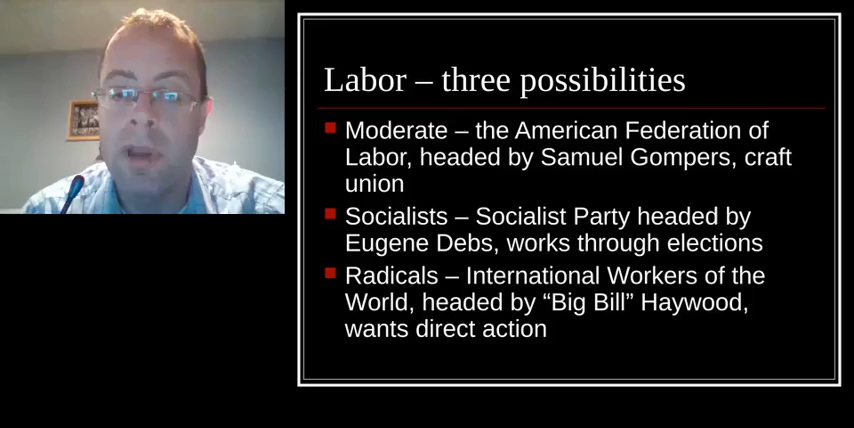 Labor – three possibilities
Moderate – the American Federation of
Labor, headed by Samuel Gompers, craft
union
Socialists – Socialist Party headed by
Eugene Debs, works through elections
Radicals – International Workers of the
World, headed by “Big Bill” Haywood,
wants direct action